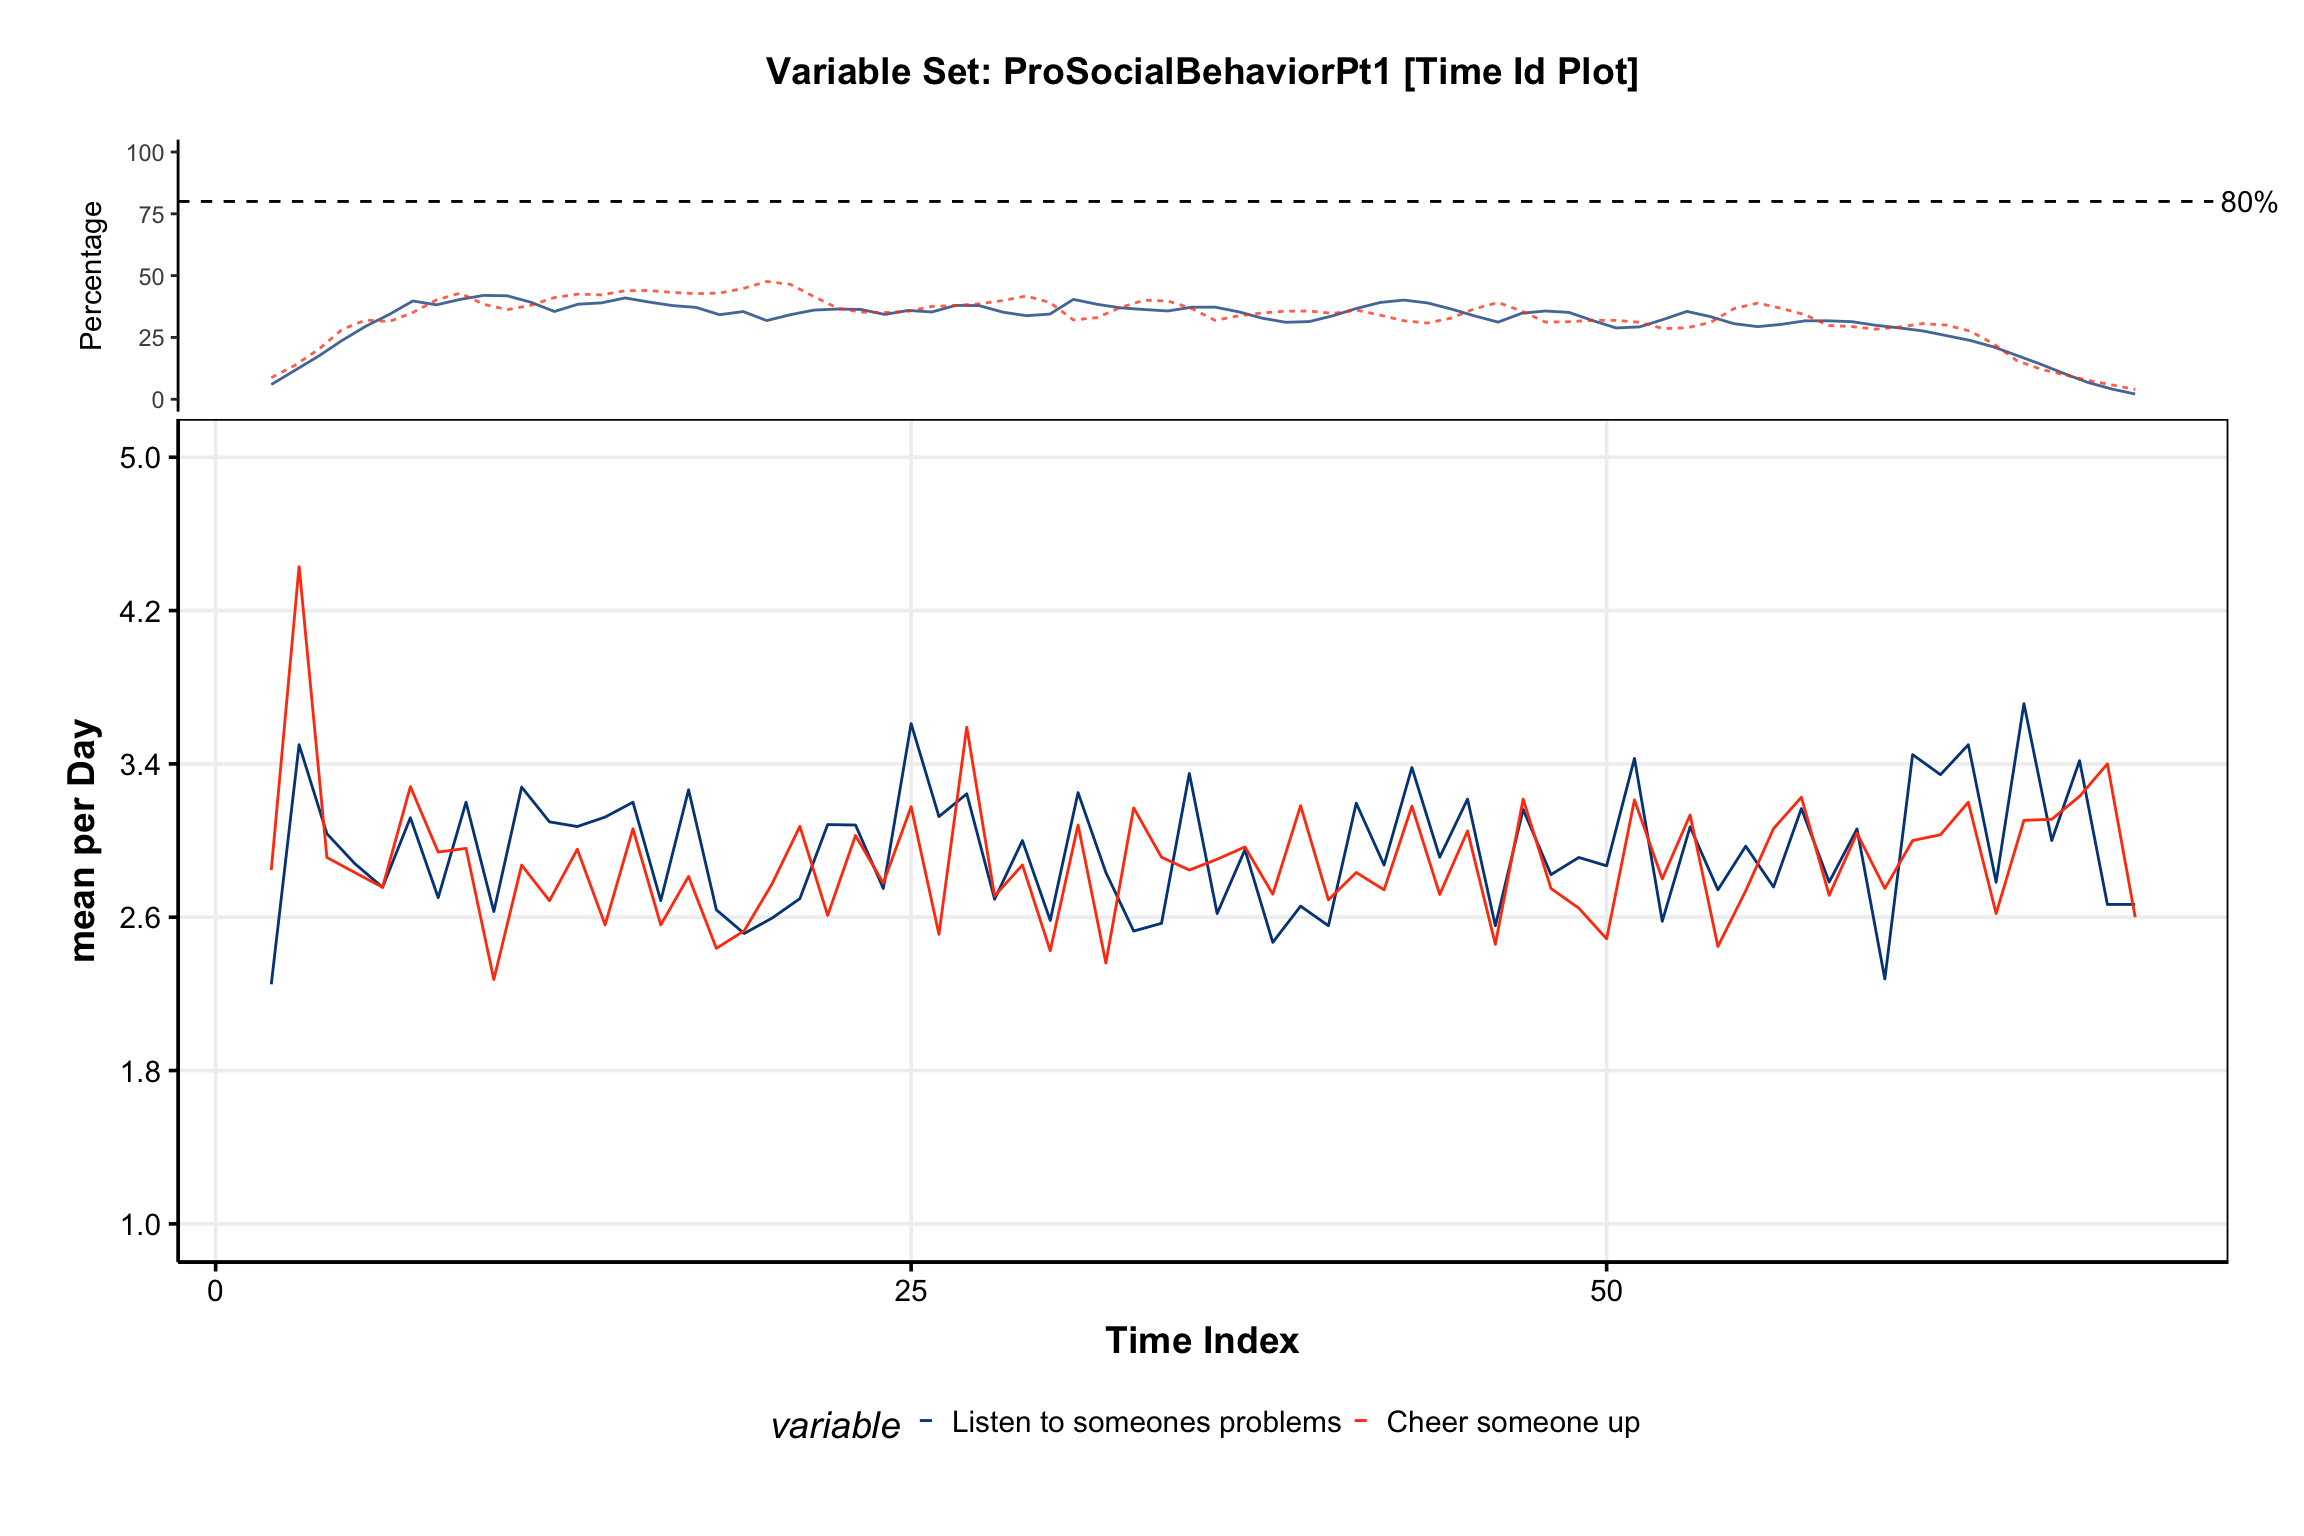 Variable Set: ProSocialBehaviorPt1 [Time Id Plot]
Percentage
100
75
50
25
0
80%
mean per Day
5.0
4.2
3.4
2.6
1.8
1.0
0 25 50
Time Index
variable Listen to someones problems Cheer someone up